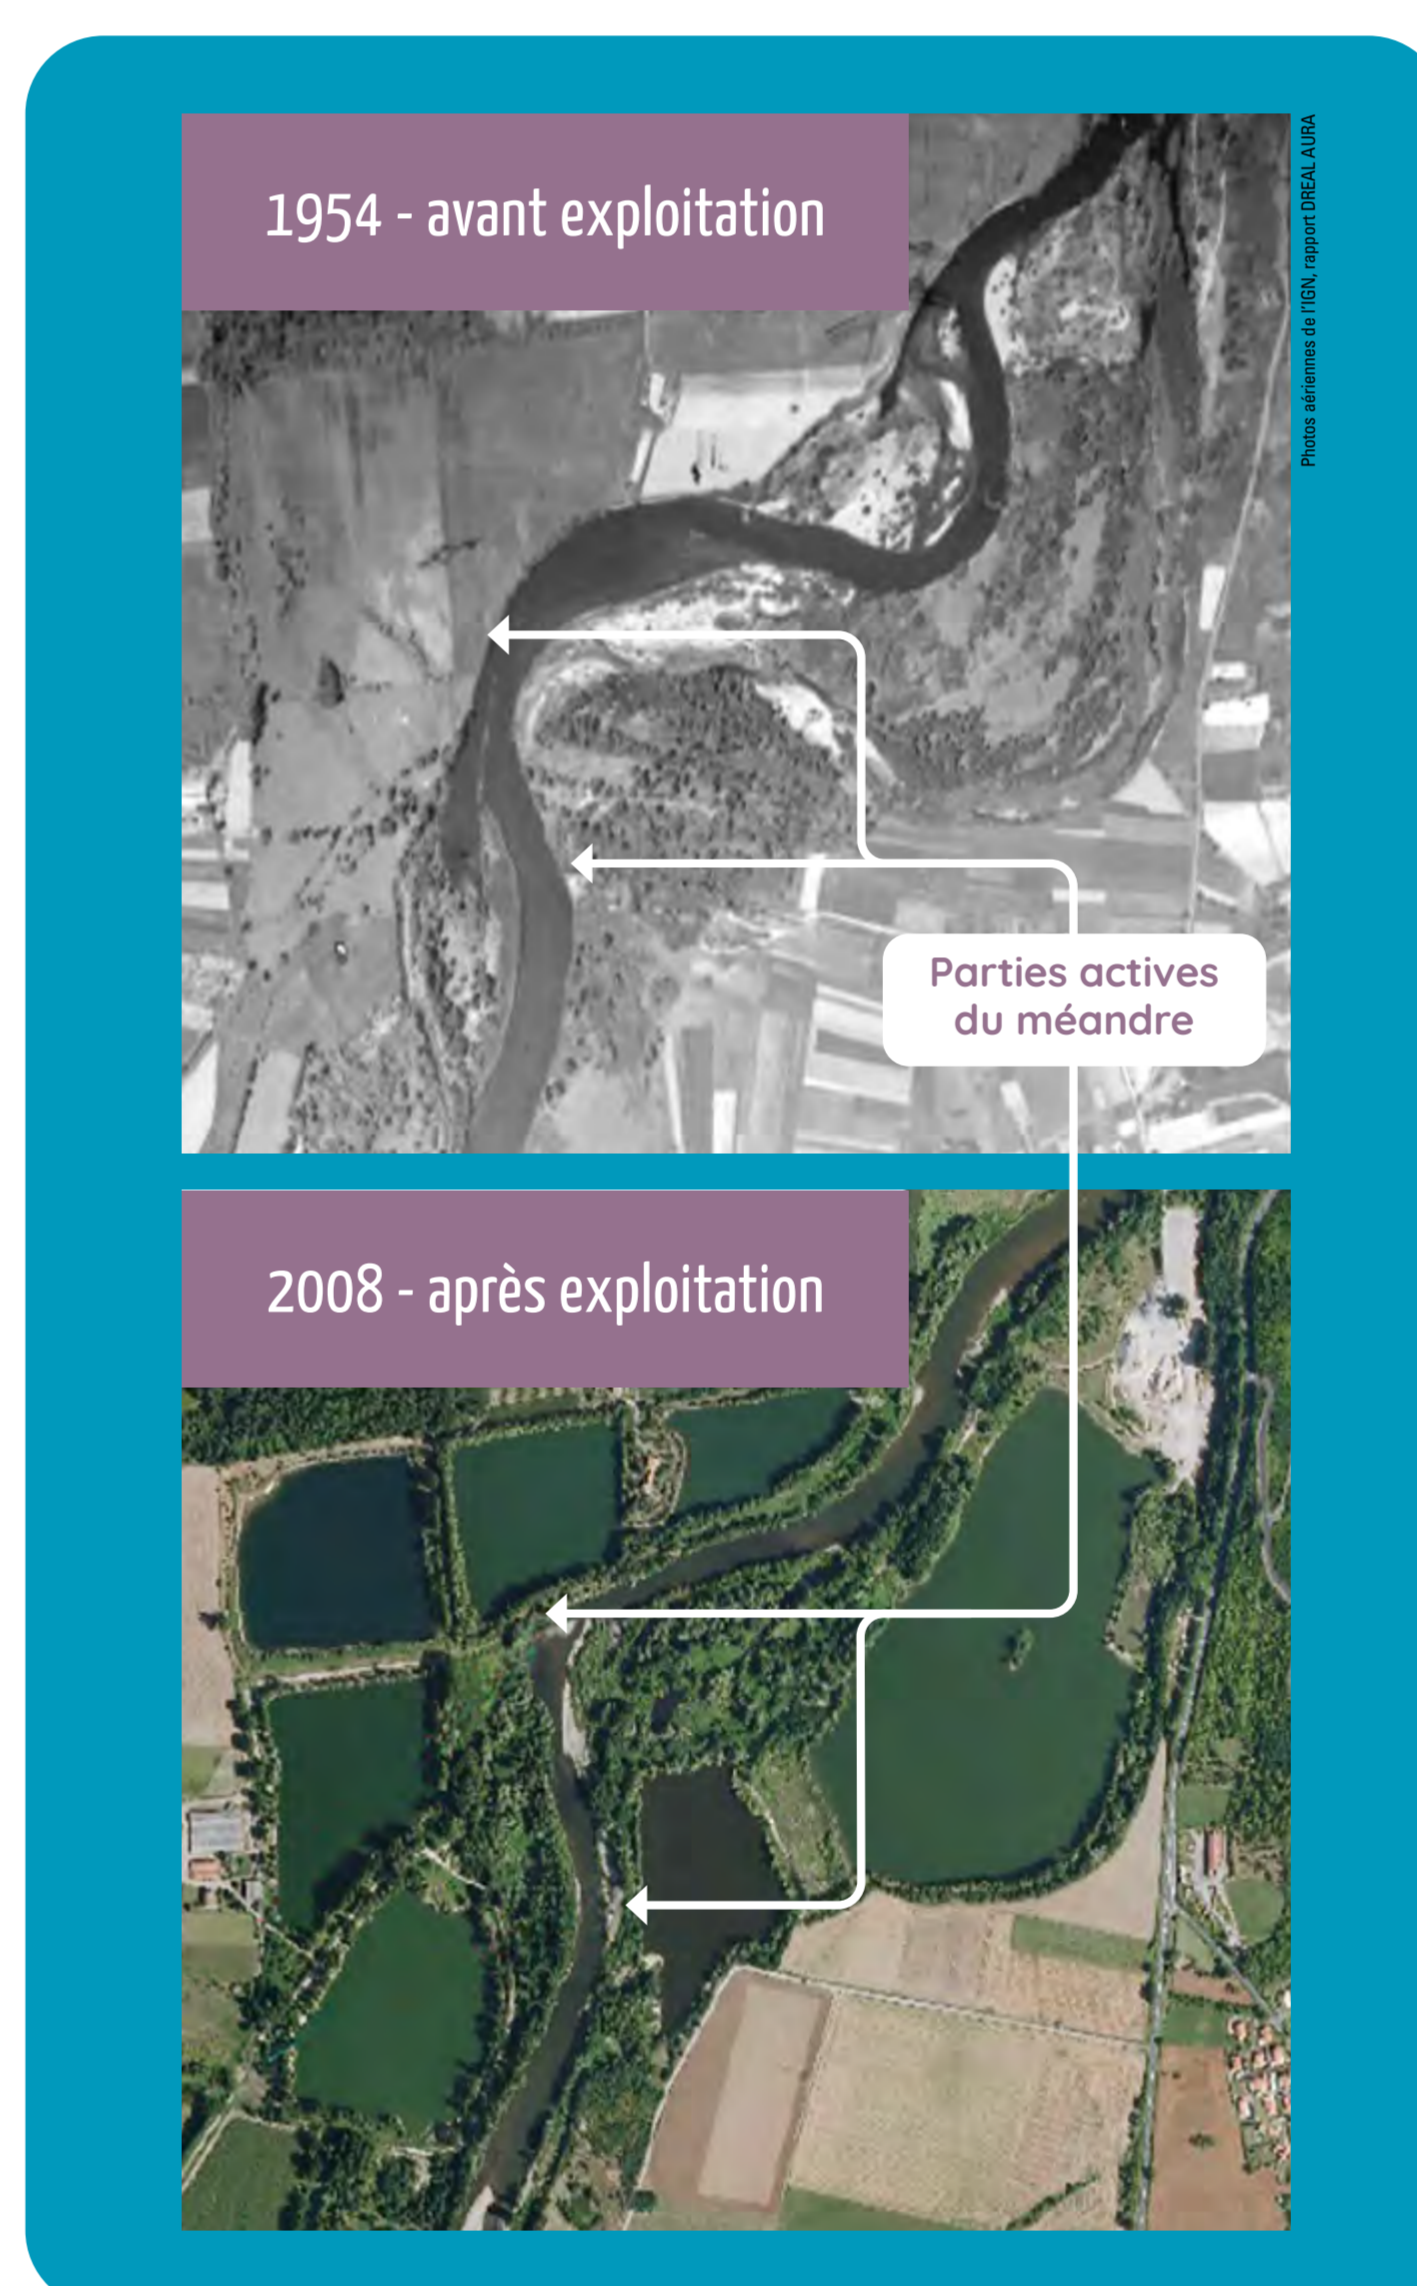 1954 - avant exploitation
Photos aériennes de l'IGN, rapport DREAL AURA
Parties actives
du méandre
2008 - après exploitation